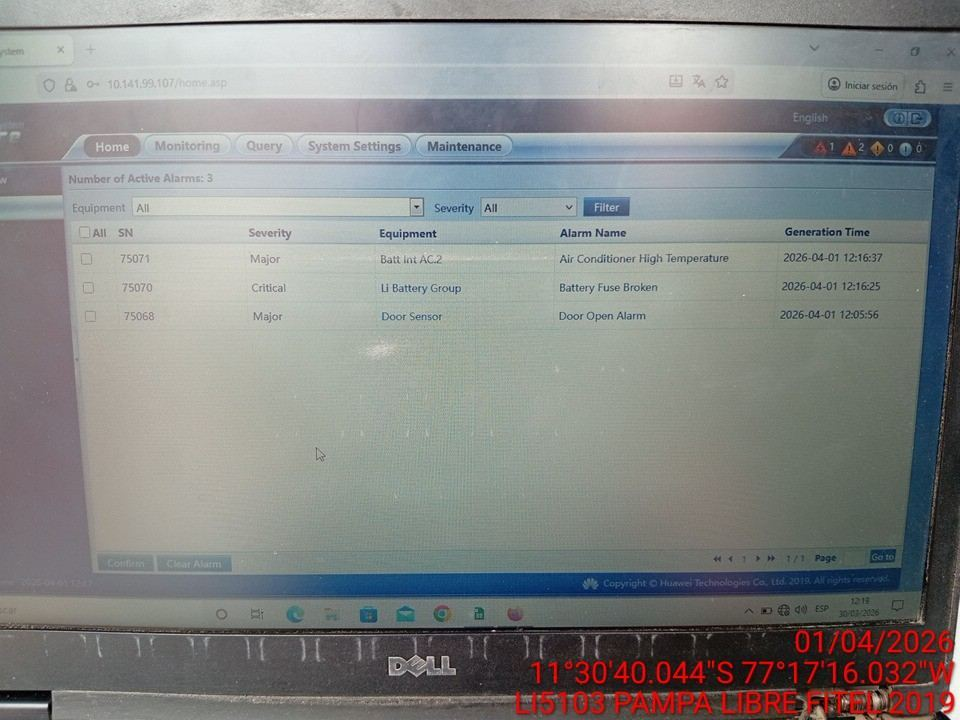 ystem
10.141.99.107/home.asp
Iniciar sesión
English
Home Monitoring Query System Settings Maintenance
1 2 0 0
Number of Active Alarms: 3
Equipment All Severity All Filter
All SN Severity Equipment Alarm Name Generation Time
75071 Major Batt Int AC.2 Air Conditioner High Temperature 2026-04-01 12:16:37
75070 Critical Li Battery Group Battery Fuse Broken 2026-04-01 12:16:25
75068 Major Door Sensor Door Open Alarm 2026-04-01 12:05:56
1 1/1 Page Go to
Confirm Clear Alarm
Copyright © Huawei Technologies Co., Ltd. 2019. All rights reserved.
ESP
12:19
30/03/2026
DELL
01/04/2026
11°30'40.044"S 77°17'16.032"W
LI5103 PAMPA LIBRE FITEL 2019